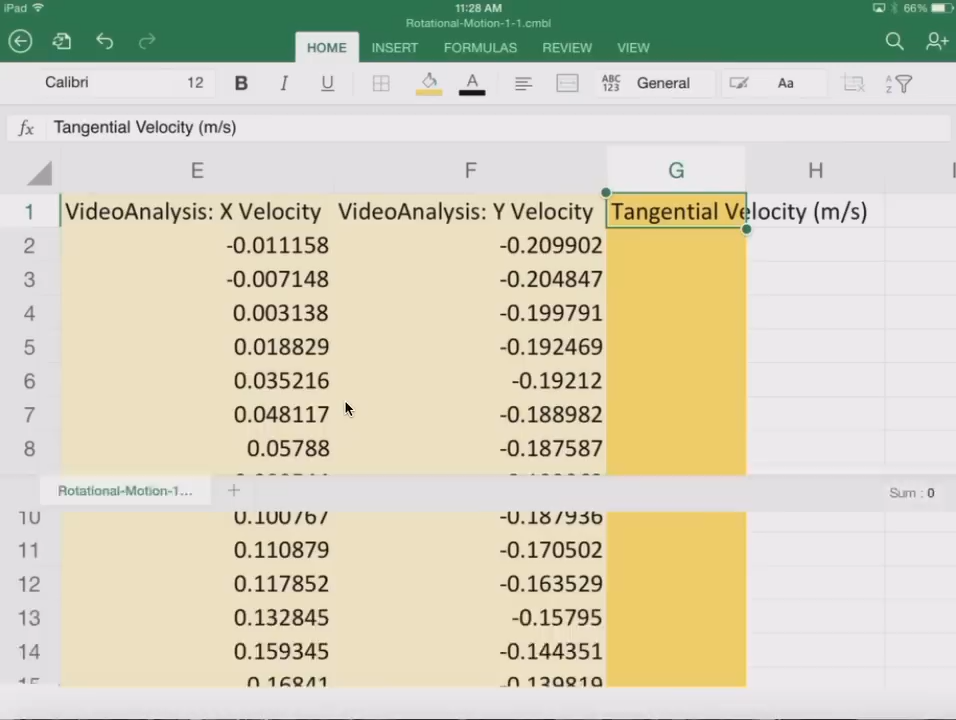 iPad 11:28 AM 66%
Rotational-Motion-1-1.cmbl
HOME INSERT FORMULAS REVIEW VIEW
Calibri 12 B I U A ABC 123 General Aa A Z
fx Tangential Velocity (m/s)
E F G H
1 VideoAnalysis: X Velocity VideoAnalysis: Y Velocity Tangential Velocity (m/s)
2 -0.011158 -0.209902
3 -0.007148 -0.204847
4 0.003138 -0.199791
5 0.018829 -0.192469
6 0.035216 -0.19212
7 0.048117 -0.188982
8 0.05788 -0.187587
Rotational-Motion-1... + Sum : 0
10 0.100767 -0.187936
11 0.110879 -0.170502
12 0.117852 -0.163529
13 0.132845 -0.15795
14 0.159345 -0.144351
15 0.16841 -0.139819